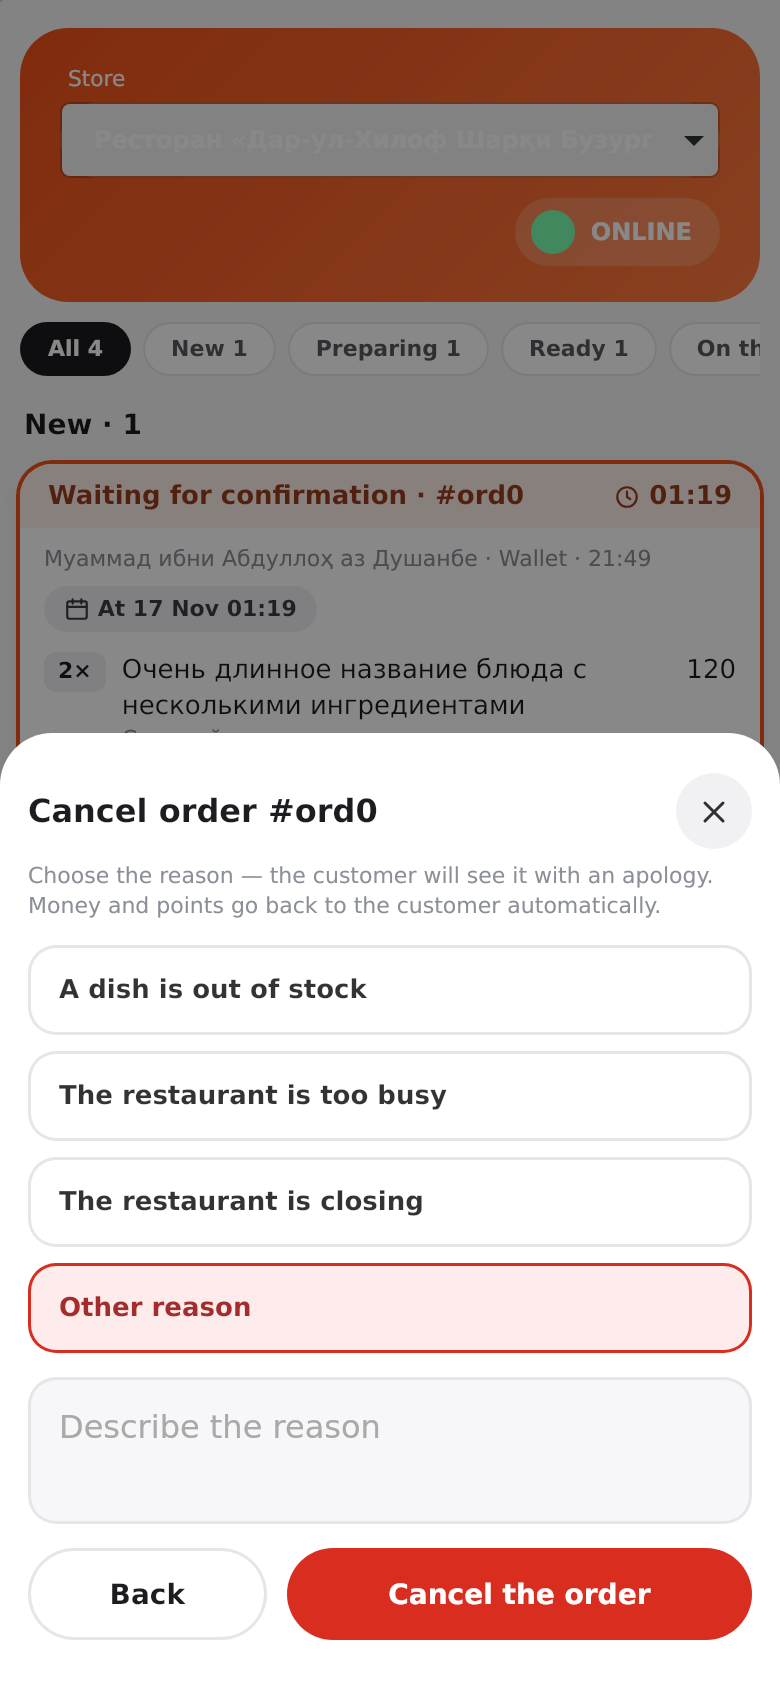 Store
Ресторан «Дар-ул-Хилоф Шарқи Бузург
ONLINE
All 4
New 1
Preparing 1
Ready 1
On th
New · 1
Waiting for confirmation · #ord0
01:19
Муаммад ибни Абдуллоҳ аз Душанбе · Wallet · 21:49
At 17 Nov 01:19
2×
Очень длинное название блюда с
120
несколькими ингредиентами
Cancel order #ord0
Choose the reason — the customer will see it with an apology.
Money and points go back to the customer automatically.
A dish is out of stock
The restaurant is too busy
The restaurant is closing
Other reason
Describe the reason
Back
Cancel the order